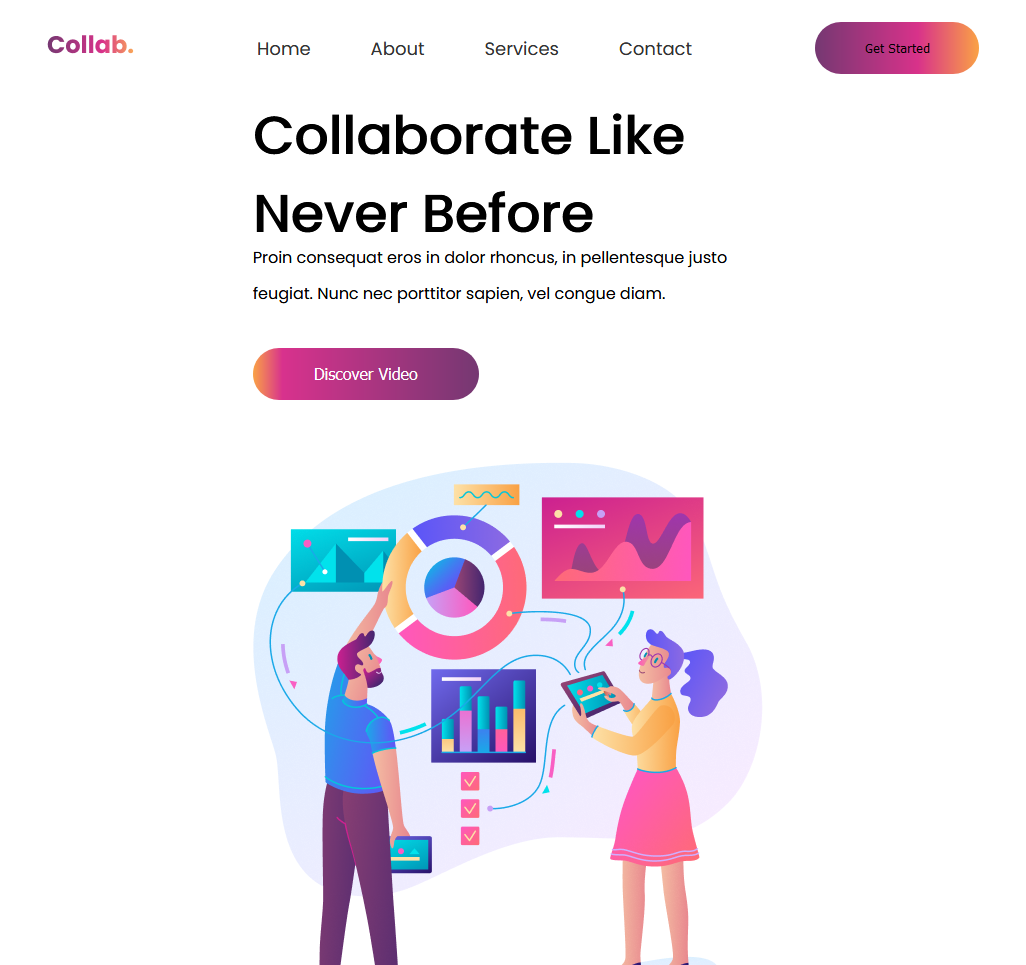 Collab.
Home
About
Services
Contact
Get Started
Collaborate Like
Never Before
Proin consequat eros in dolor rhoncus, in pellentesque justo
feugiat. Nunc nec porttitor sapien, vel congue diam.
Discover Video